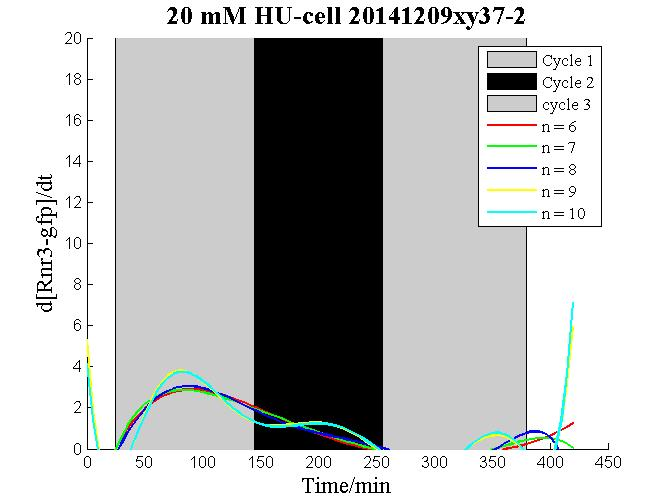 20 mM HU-cell 20141209xy37-2
d[Rnr3-gfp]/dt
20
18
16
14
12
10
8
6
4
2
0
Cycle 1
Cycle 2
cycle 3
n = 6
n = 7
n = 8
n = 9
n = 10
0 50 100 150 200 250 300 350 400 450
Time/min